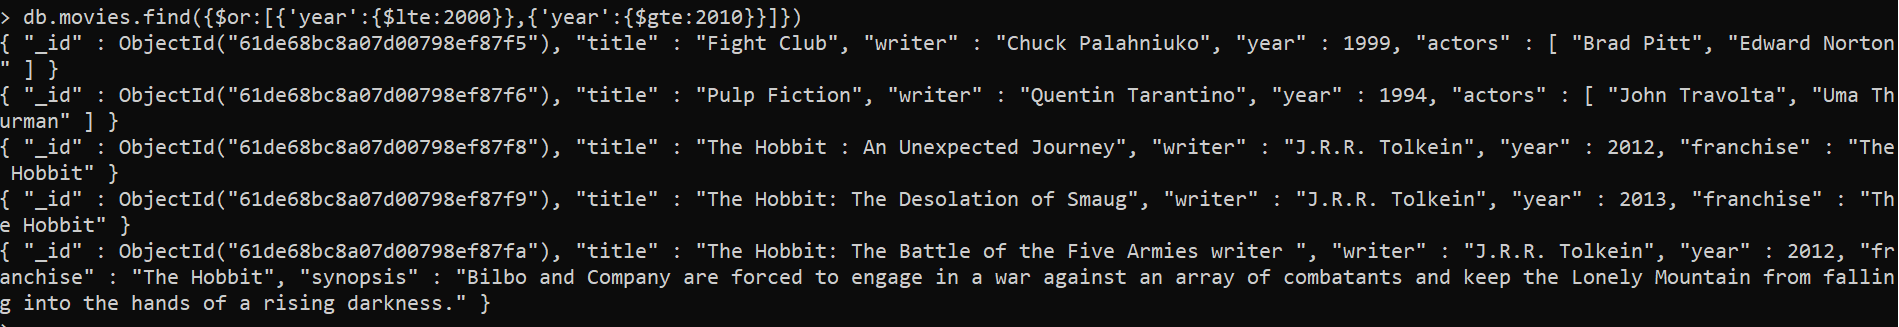 > db.movies.find({$or:[{'year':{$lte:2000}},{'year':{$gte:2010}}]})
{ "_id" : ObjectId("61de68bc8a07d00798ef87f5"), "title" : "Fight Club", "writer" : "Chuck Palahniuko", "year" : 1999, "actors" : [ "Brad Pitt", "Edward Norton
" ] }
{ "_id" : ObjectId("61de68bc8a07d00798ef87f6"), "title" : "Pulp Fiction", "writer" : "Quentin Tarantino", "year" : 1994, "actors" : [ "John Travolta", "Uma Th
urman" ] }
{ "_id" : ObjectId("61de68bc8a07d00798ef87f8"), "title" : "The Hobbit : An Unexpected Journey", "writer" : "J.R.R. Tolkein", "year" : 2012, "franchise" : "The
 Hobbit" }
{ "_id" : ObjectId("61de68bc8a07d00798ef87f9"), "title" : "The Hobbit: The Desolation of Smaug", "writer" : "J.R.R. Tolkein", "year" : 2013, "franchise" : "Th
e Hobbit" }
{ "_id" : ObjectId("61de68bc8a07d00798ef87fa"), "title" : "The Hobbit: The Battle of the Five Armies writer ", "writer" : "J.R.R. Tolkein", "year" : 2012, "fr
anchise" : "The Hobbit", "synopsis" : "Bilbo and Company are forced to engage in a war against an array of combatants and keep the Lonely Mountain from fallin
g into the hands of a rising darkness." }